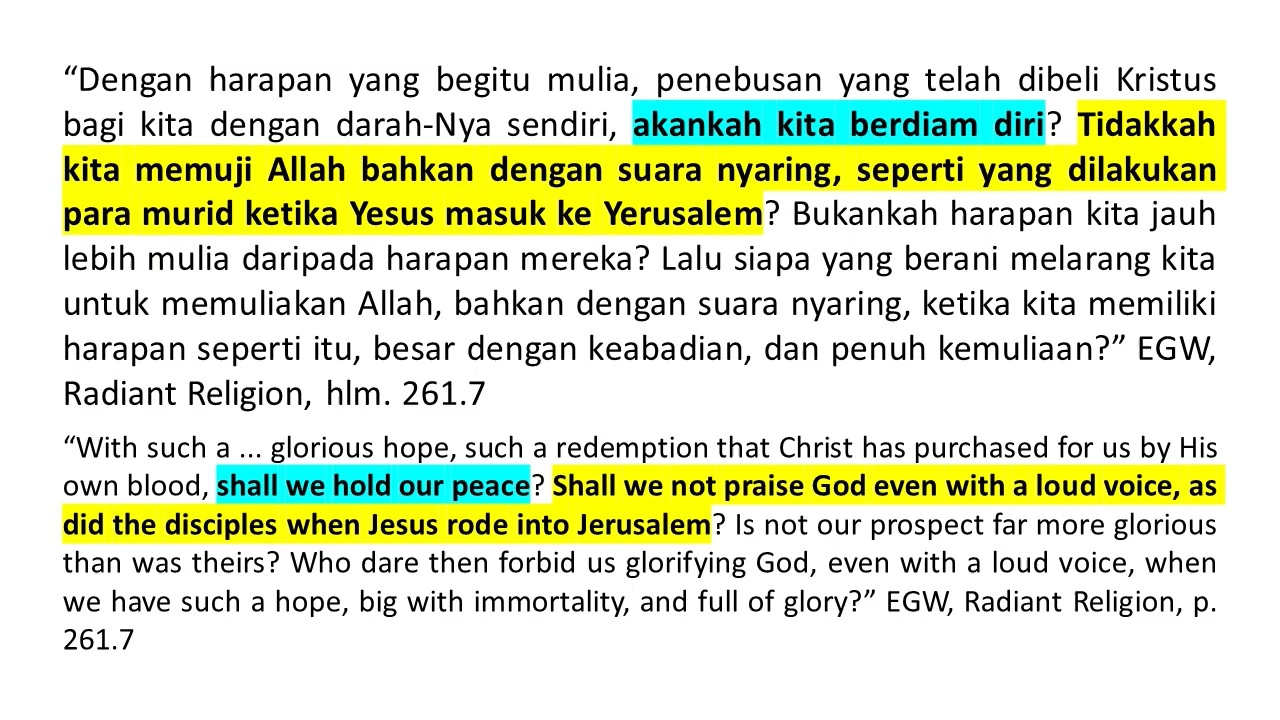 “Dengan harapan yang begitu mulia, penebusan yang telah dibeli Kristus
bagi kita dengan darah-Nya sendiri, akankah kita berdiam diri? Tidakkah
kita memuji Allah bahkan dengan suara nyaring, seperti yang dilakukan
para murid ketika Yesus masuk ke Yerusalem? Bukankah harapan kita jauh
lebih mulia daripada harapan mereka? Lalu siapa yang berani melarang kita
untuk memuliakan Allah, bahkan dengan suara nyaring, ketika kita memiliki
harapan seperti itu, besar dengan keabadian, dan penuh kemuliaan?” EGW,
Radiant Religion, hlm. 261.7
“With such a ... glorious hope, such a redemption that Christ has purchased for us by His
own blood, shall we hold our peace? Shall we not praise God even with a loud voice, as
did the disciples when Jesus rode into Jerusalem? Is not our prospect far more glorious
than was theirs? Who dare then forbid us glorifying God, even with a loud voice, when
we have such a hope, big with immortality, and full of glory?” EGW, Radiant Religion, p.
261.7